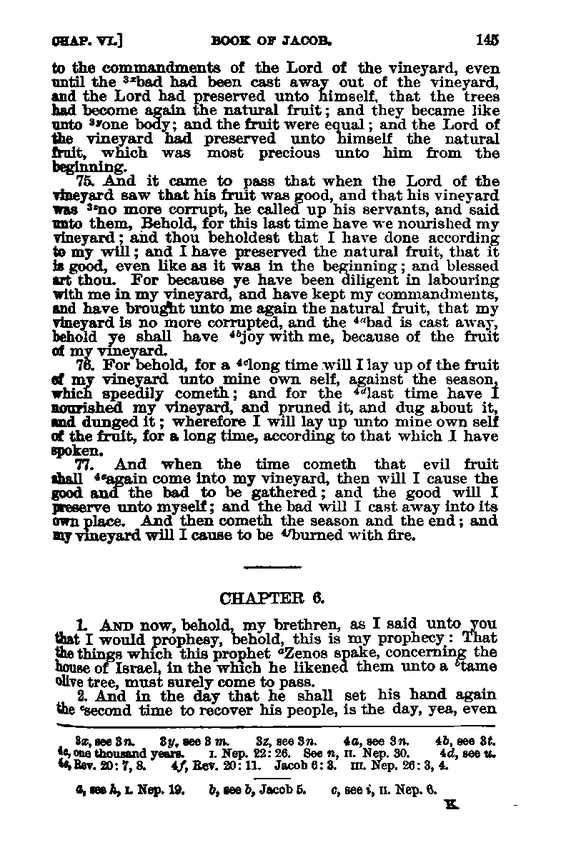 CHAP. VI.] BOOK OF JACOB. 145
to the commandments of the Lord of the vineyard, even
until the 3xbad had been cast away out of the vineyard,
and the Lord had preserved unto himself, that the trees
had become again the natural fruit; and they became like
unto 3yone body; and the fruit were equal; and the Lord of
the vineyard had preserved unto himself the natural
fruit, which was most precious unto him from the
beginning.
75. And it came to pass that when the Lord of the
vineyard saw that his fruit was good, and that his vineyard
was 3zno more corrupt, he called up his servants, and said
unto them, Behold, for this last time have we nourished my
vineyard; and thou beholdest that I have done according
to my will; and I have preserved the natural fruit, that it
is good, even like as it was in the beginning; and blessed
art thou. For because ye have been diligent in labouring
with me in my vineyard, and have kept my commandments,
and have brought unto me again the natural fruit, that my
vineyard is no more corrupted, and the 4abad is cast away,
behold ye shall have 4bjoy with me, because of the fruit
of my vineyard.
76. For behold, for a 4clong time will I lay up of the fruit
of my vineyard unto mine own self, against the season,
which speedily cometh; and for the 4dlast time have I
nourished my vineyard, and pruned it, and dug about it,
and dunged it; wherefore I will lay up unto mine own self
of the fruit, for a long time, according to that which I have
spoken.
77. And when the time cometh that evil fruit
shall 4eagain come into my vineyard, then will I cause the
good and the bad to be gathered; and the good will I
preserve unto myself; and the bad will I cast away into its
own place. And then cometh the season and the end; and
my vineyard will I cause to be 4fburned with fire.
CHAPTER 6.
1. AND now, behold, my brethren, as I said unto you
that I would prophesy, behold, this is my prophecy: That
the things which this prophet aZenos spake, concerning the
house of Israel, in the which he likened them unto a btame
olive tree, must surely come to pass.
2. And in the day that he shall set his hand again
the csecond time to recover his people, is the day, yea, even
3x, see 3n. 3y, see 3 m. 3z, see 3n. 4a, see 3n. 4b, see 3t.
4c, one thousand years. I. Nep. 22: 26. See n, II. Nep. 30. 4d, see u.
4e, Rev. 20: 7, 8. 4f, Rev. 20: 11. Jacob 6: 3. III. Nep. 26: 3, 4.
a, see h, I. Nep. 19. b, see b, Jacob 5. c, see i, II. Nep. 6.
K